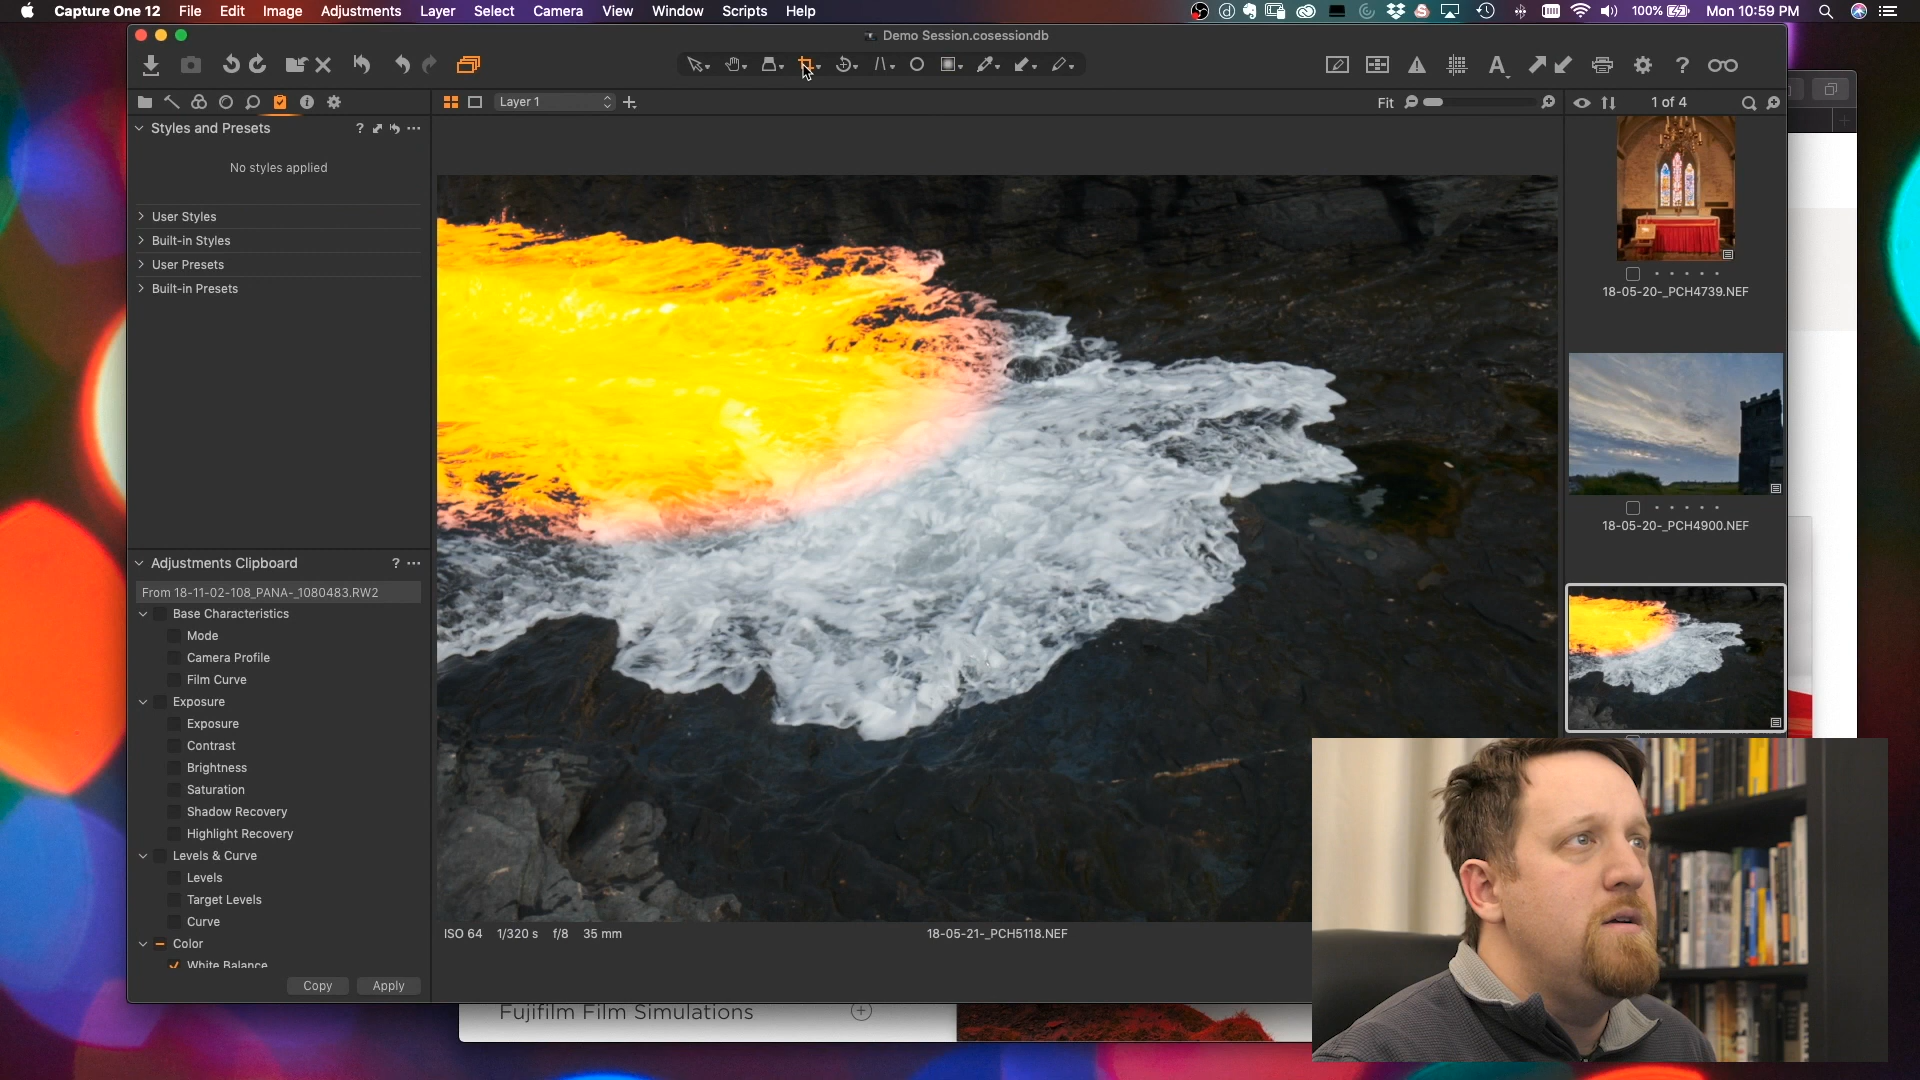 Capture One 12 File Edit Image Adjustments Layer Select Camera View Window Scripts Help 100% Mon 10:59 PM
Demo Session.cosessiondb
Layer 1 Fit 1 of 4
Styles and Presets ?
No styles applied
User Styles
Built-in Styles
User Presets
Built-in Presets
18-05-20-_PCH4739.NEF
18-05-20-_PCH4900.NEF
Adjustments Clipboard ?
From 18-11-02-108_PANA-_1080483.RW2
Base Characteristics
Mode
Camera Profile
Film Curve
Exposure
Exposure
Contrast
Brightness
Saturation
Shadow Recovery
Highlight Recovery
Levels & Curve
Levels
Target Levels
Curve
Color
White Balance
Copy Apply
ISO 64 1/320 s f/8 35 mm 18-05-21-_PCH5118.NEF
Fujifilm Film Simulations